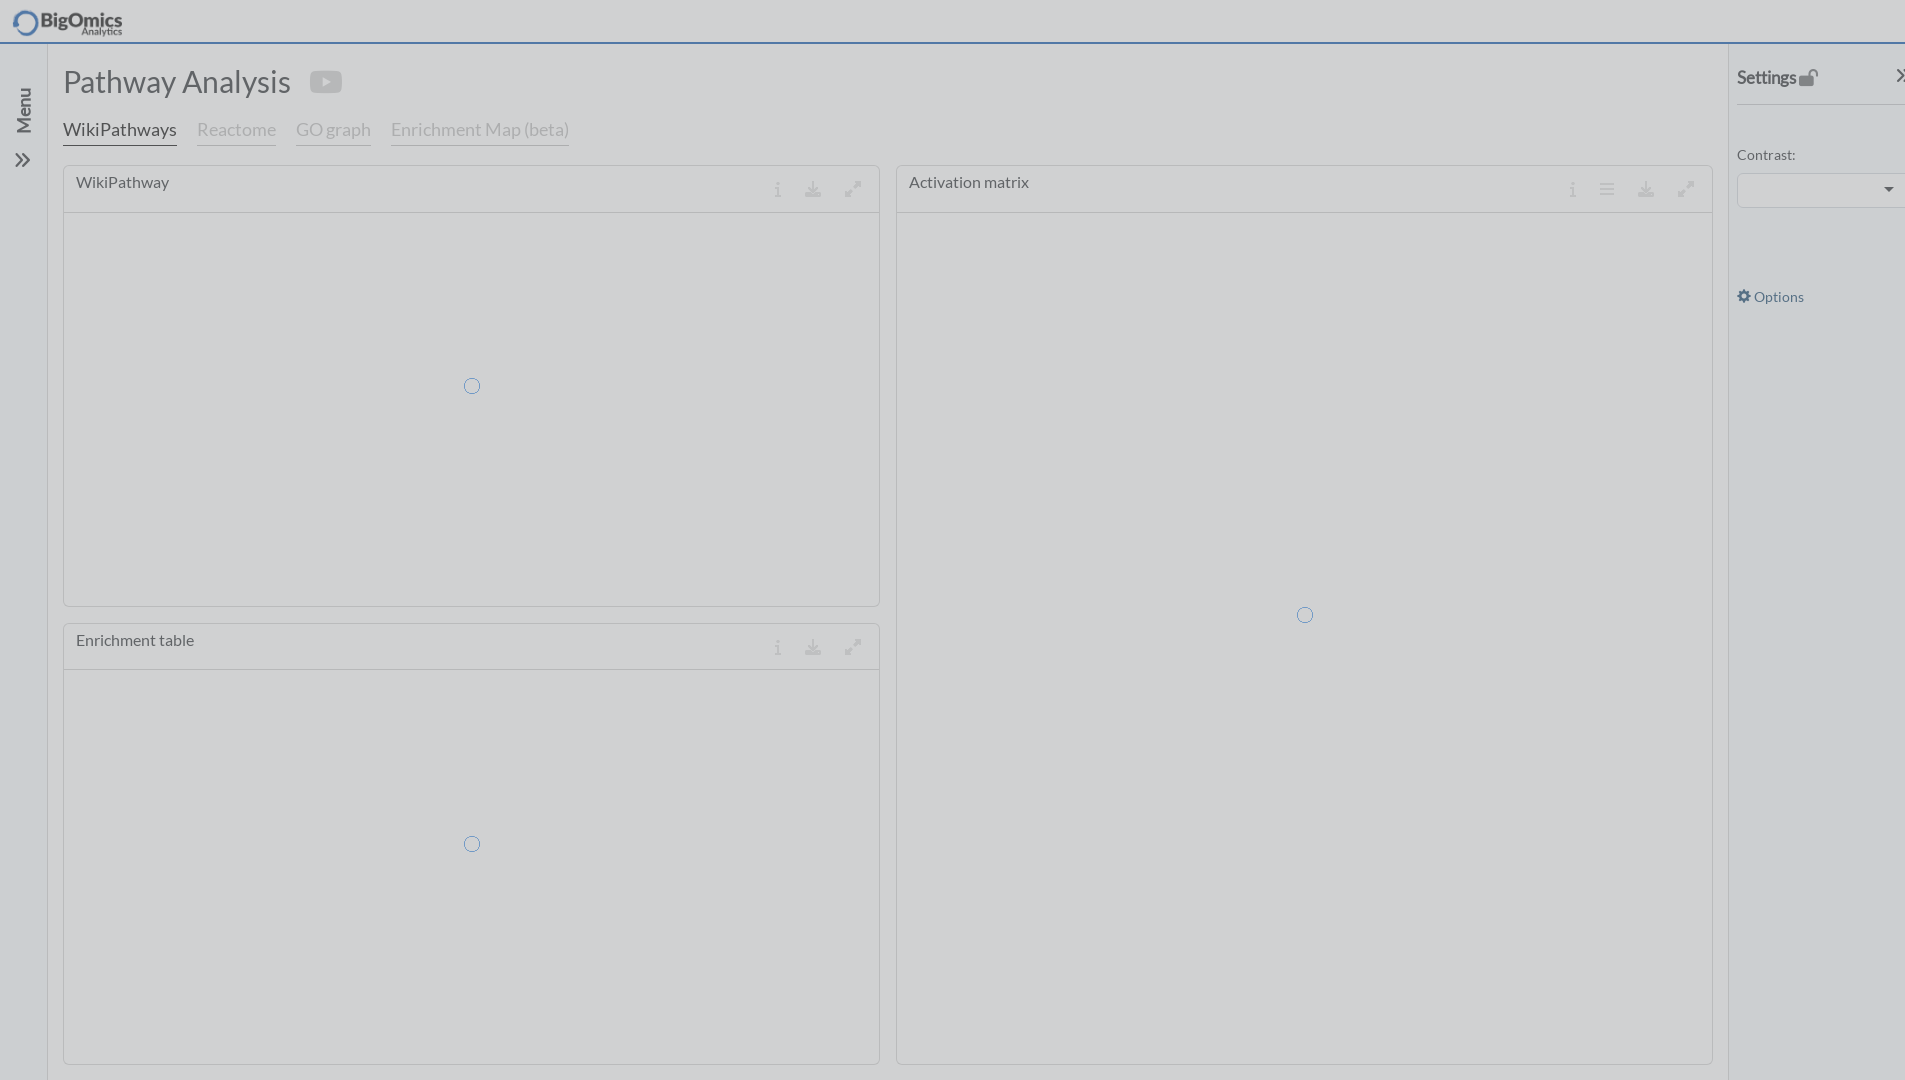 BigOmics
Analytics
Menu
Pathway Analysis
WikiPathways
Reactome
GO graph
Enrichment Map (beta)
WikiPathway
Activation matrix
Enrichment table
Settings
Contrast:
Options